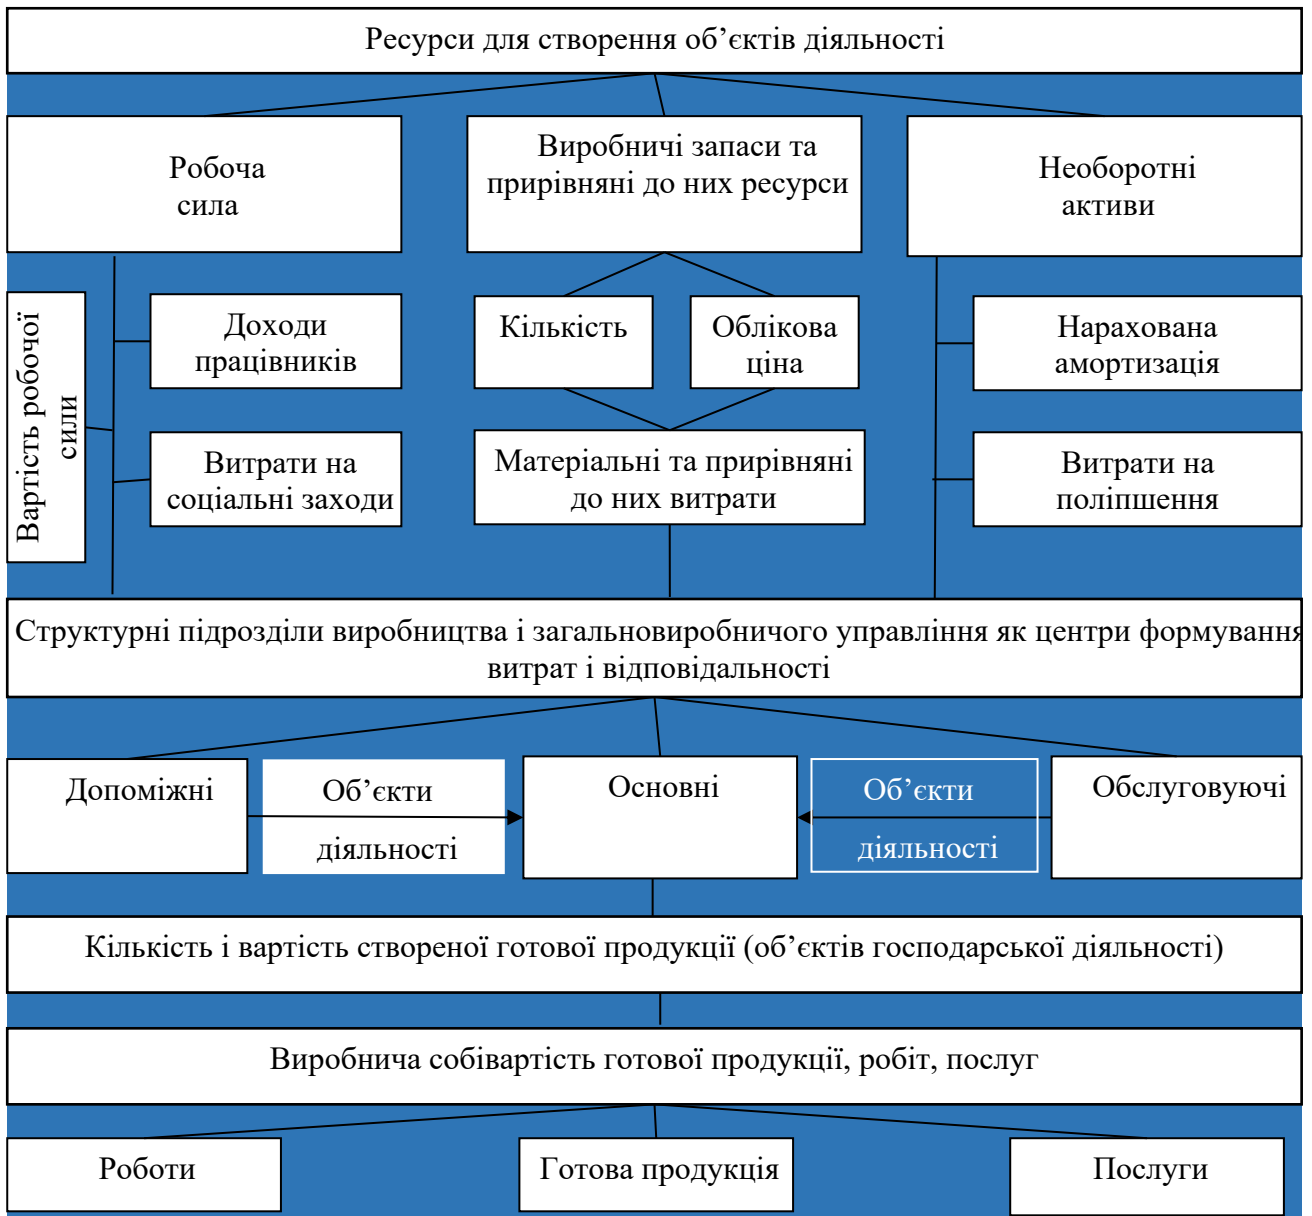 Ресурси для створення об’єктів діяльності
Робоча
сила
Виробничі запаси та
прирівняні до них ресурси
Необоротні
активи
Вартість робочої
сили
Доходи
працівників
Кількість
Облікова
ціна
Нарахована
амортизація
Витрати на
соціальні заходи
Матеріальні та прирівняні
до них витрати
Витрати на
поліпшення
Структурні підрозділи виробництва і загальновиробничого управління як центри формування
витрат і відповідальності
Допоміжні
Об’єкти
діяльності
Основні
Об’єкти
діяльності
Обслуговуючі
Кількість і вартість створеної готової продукції (об’єктів господарської діяльності)
Виробнича собівартість готової продукції, робіт, послуг
Роботи
Готова продукція
Послуги